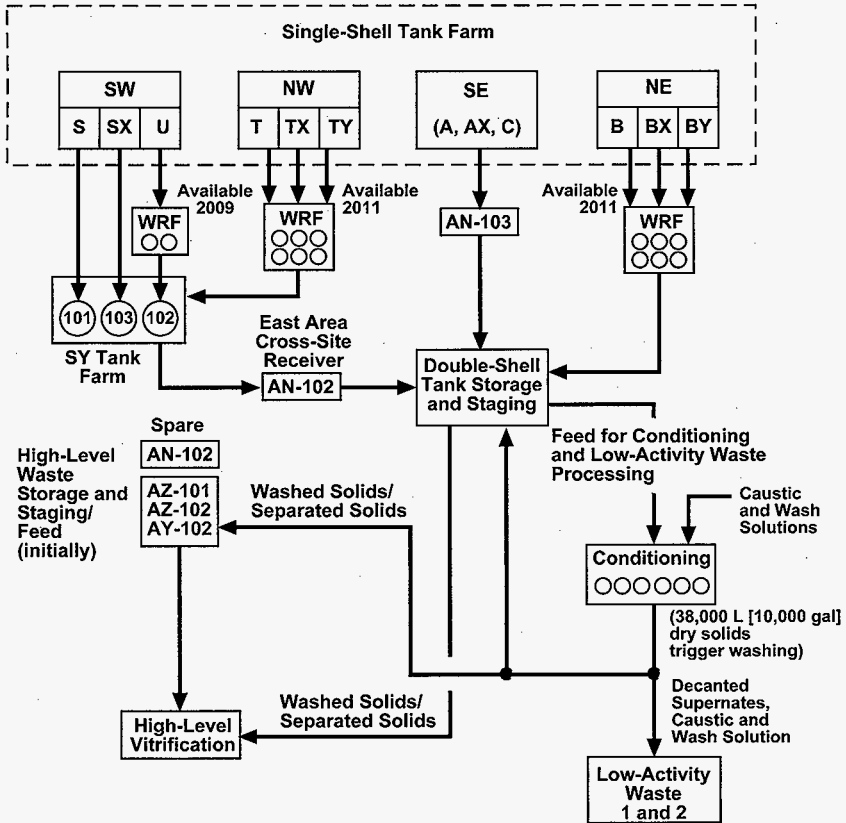 Single-Shell Tank Farm
SW
S SX U
NW
T TX TY
SE
(A, AX, C)
NE
B BX BY
Available
2009
WRF
Available
2011
WRF
AN-103
Available
2011
WRF
101 103 102
SY Tank
Farm
East Area
Cross-Site
Receiver
AN-102
Double-Shell
Tank Storage
and Staging
Spare
AN-102
High-Level
Waste
Storage and
Staging/
Feed
(initially)
AZ-101
AZ-102
AY-102
Washed Solids/
Separated Solids
Feed for Conditioning
and Low-Activity Waste
Processing
Caustic
and Wash
Solutions
Conditioning
(38,000 L [10,000 gal]
dry solids
trigger washing)
Washed Solids/
Separated Solids
High-Level
Vitrification
Decanted
Supernates,
Caustic and
Wash Solution
Low-Activity
Waste
1 and 2